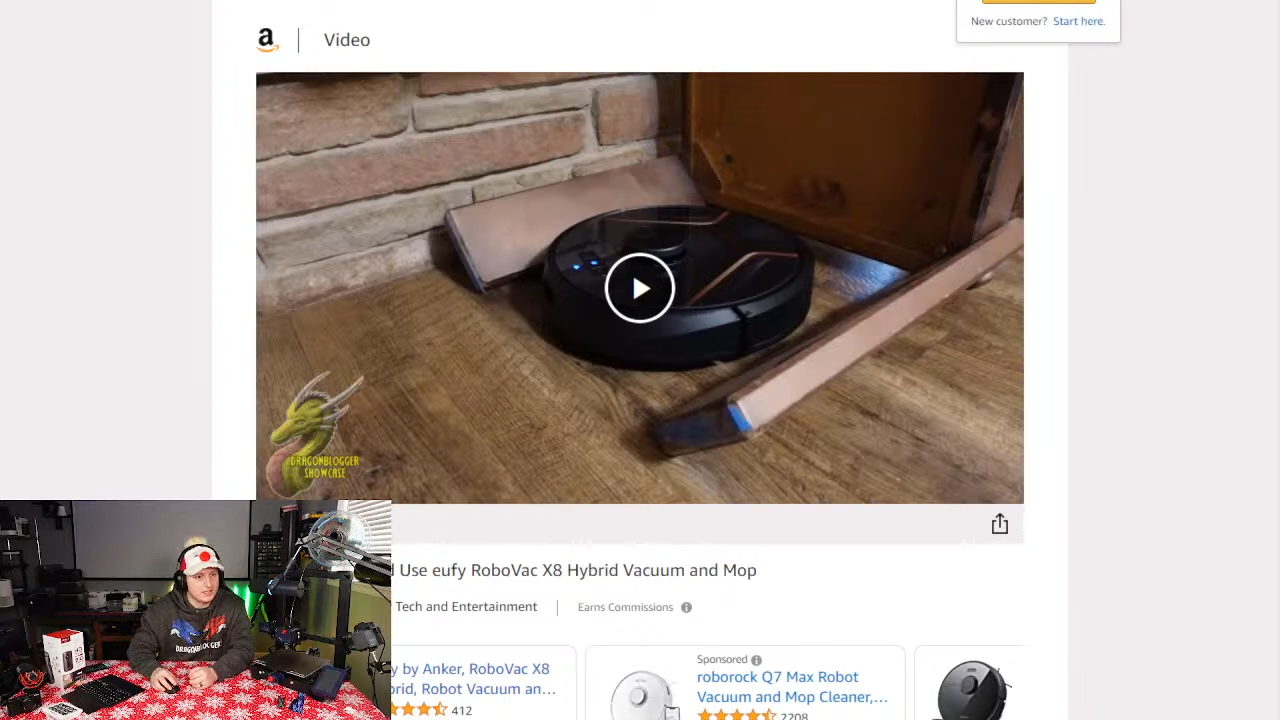 New customer? Start here.
a
Video
DRAGONBLOGGER
SHOWCASE
Use eufy RoboVac X8 Hybrid Vacuum and Mop
Tech and Entertainment
Earns Commissions
by Anker, RoboVac X8
Robot Vacuum an…
412
Sponsored
roborock Q7 Max Robot
Vacuum and Mop Cleaner,…
2208
DRAGONBLOGGER